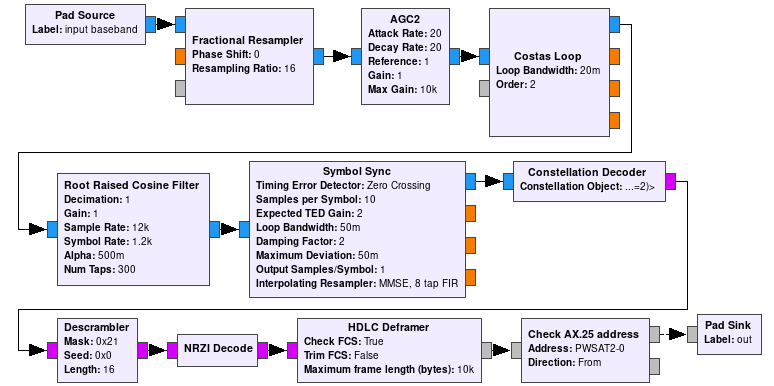 Pad Source
Label: input baseband
Fractional Resampler
Phase Shift: 0
Resampling Ratio: 16
AGC2
Attack Rate: 20
Decay Rate: 20
Reference: 1
Gain: 1
Max Gain: 10k
Costas Loop
Loop Bandwidth: 20m
Order: 2
Root Raised Cosine Filter
Decimation: 1
Gain: 1
Sample Rate: 12k
Symbol Rate: 1.2k
Alpha: 500m
Num Taps: 300
Symbol Sync
Timing Error Detector: Zero Crossing
Samples per Symbol: 10
Expected TED Gain: 2
Loop Bandwidth: 50m
Damping Factor: 2
Maximum Deviation: 50m
Output Samples/Symbol: 1
Interpolating Resampler: MMSE, 8 tap FIR
Constellation Decoder
Constellation Object: ...=2)>
Descrambler
Mask: 0x21
Seed: 0x0
Length: 16
NRZI Decode
HDLC Deframer
Check FCS: True
Trim FCS: False
Maximum frame length (bytes): 10k
Check AX.25 address
Address: PWSAT2-0
Direction: From
Pad Sink
Label: out